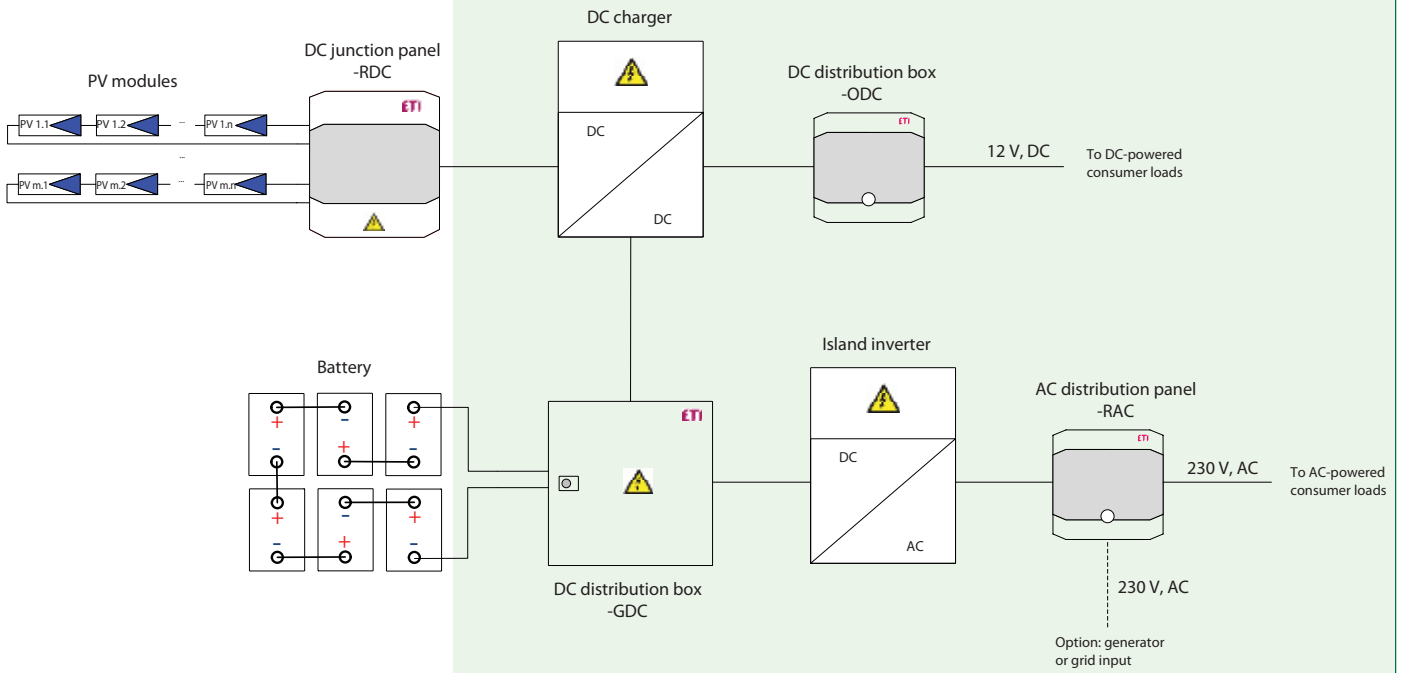 DC charger
DC junction panel
-RDC
PV modules
DC distribution box
-ODC
ETI
ETI
PV 1.1
PV 1.2
...
PV 1.n
DC
12 V, DC
To DC-powered
consumer loads
...
PV m.1
PV m.2
...
PV m.n
DC
Island inverter
Battery
AC distribution panel
-RAC
+
-
+
-
+
-
ETI
ETI
DC
230 V, AC
To AC-powered
consumer loads
+
-
+
-
+
-
AC
DC distribution box
-GDC
230 V, AC
Option: generator
or grid input